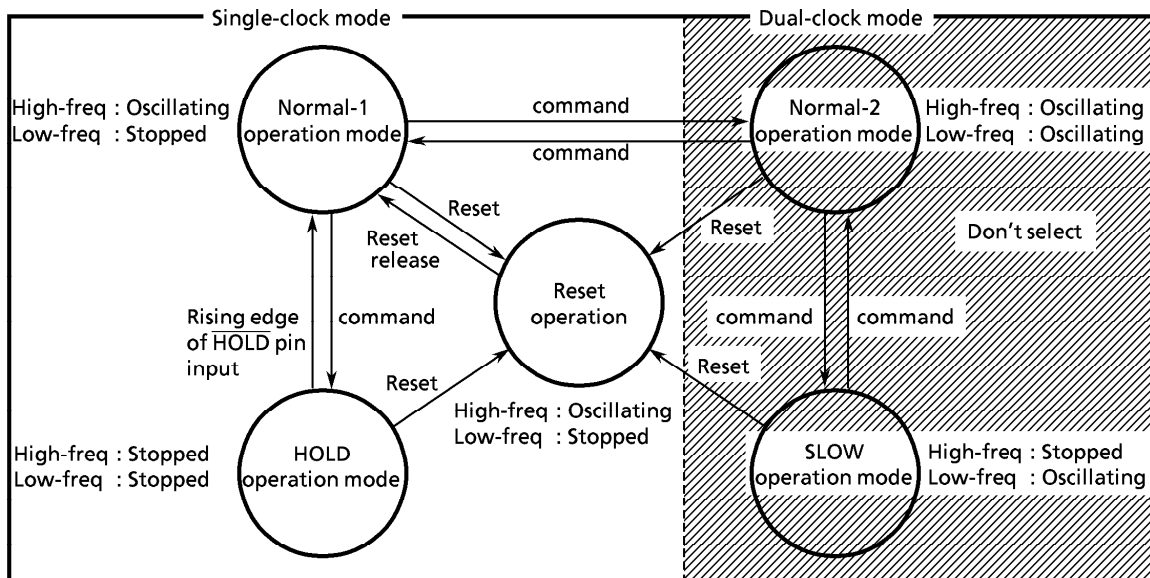 Single-clock mode
Dual-clock mode
High-freq : Oscillating
Low-freq : Stopped
Normal-1
operation mode
command
command
Normal-2
operation mode
High-freq : Oscillating
Low-freq : Oscillating
Reset
Reset
release
Reset
Don't select
Reset
operation
Rising edge
of HOLD pin
input
command
command
command
Reset
Reset
High-freq : Oscillating
Low-freq : Stopped
High-freq : Stopped
Low-freq : Stopped
HOLD
operation mode
SLOW
operation mode
High-freq : Stopped
Low-freq : Oscillating